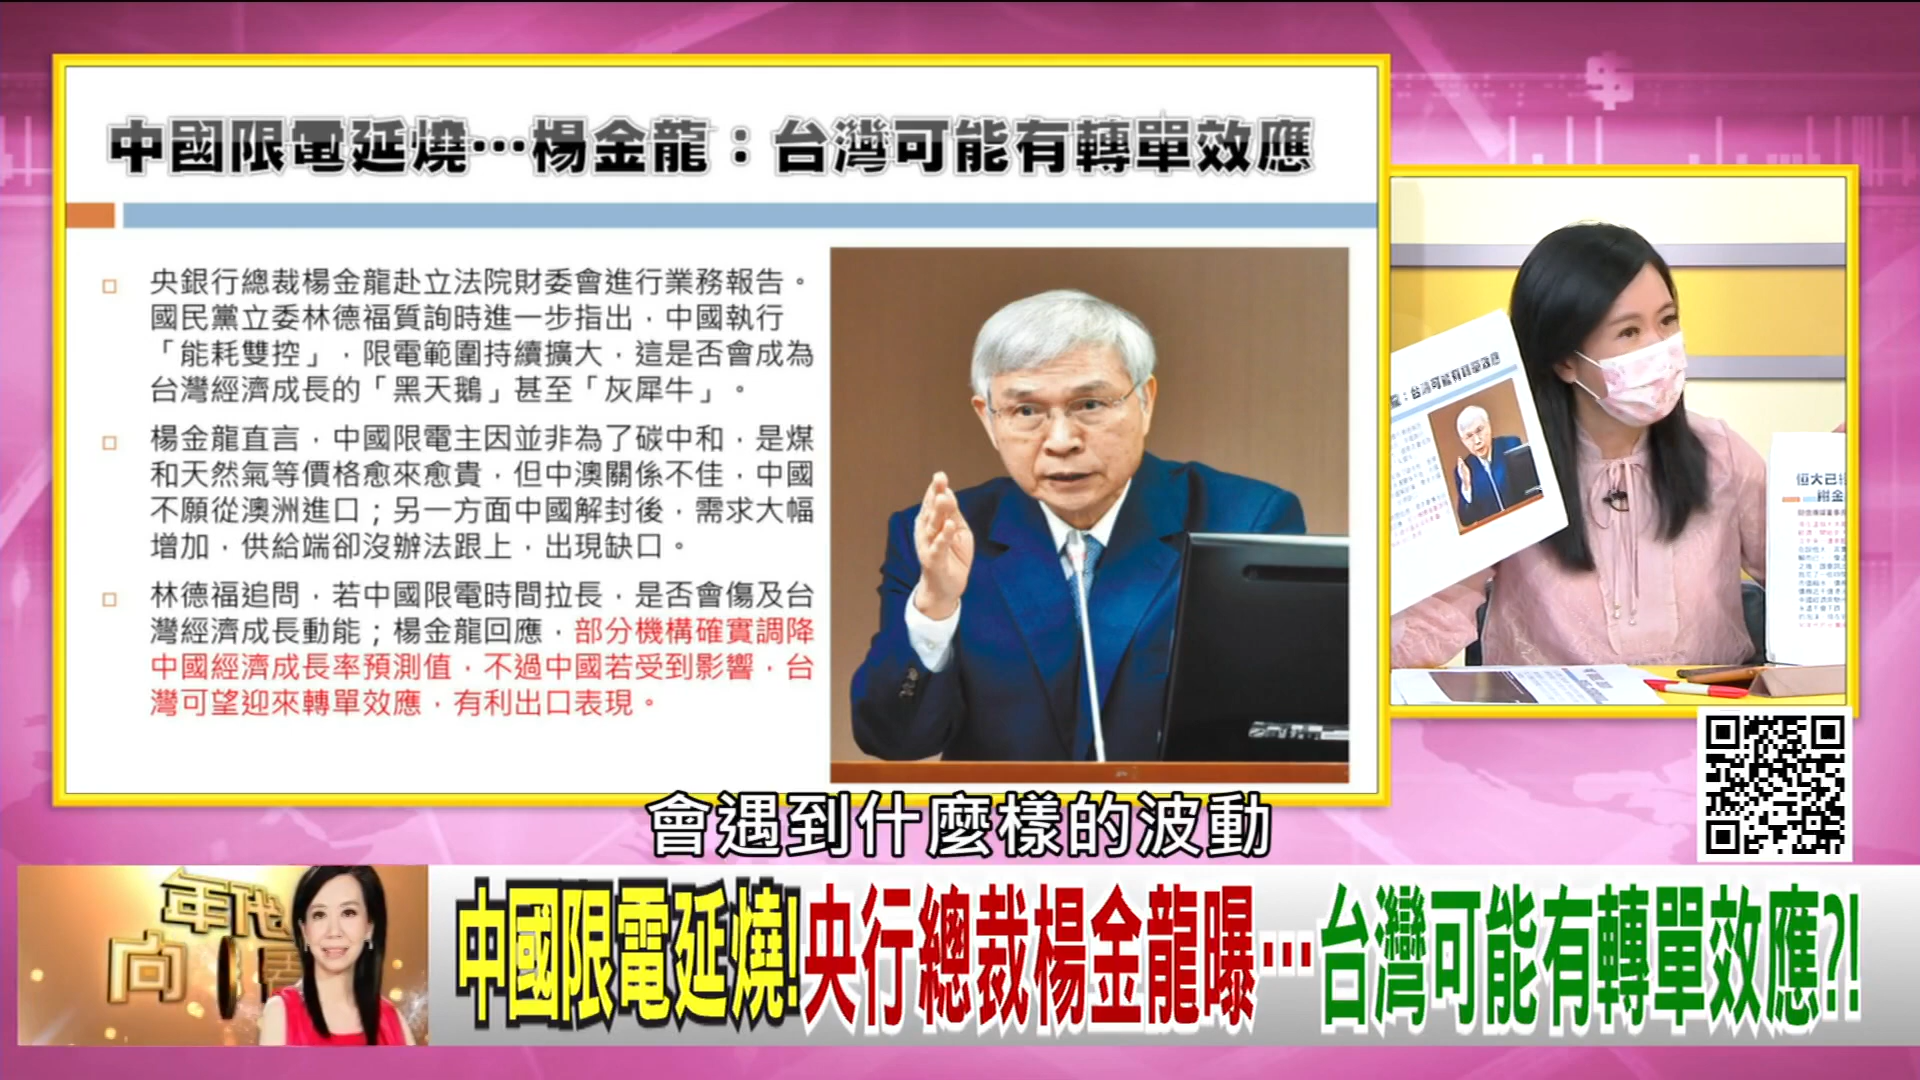 中國限電延燒…楊金龍：台灣可能有轉單效應
央銀行總裁楊金龍赴立法院財委會進行業務報告。
國民黨立委林德福質詢時進一步指出，中國執行
「能耗雙控」，限電範圍持續擴大，這是否會成為
台灣經濟成長的「黑天鵝」甚至「灰犀牛」。
楊金龍直言，中國限電主因並非為了碳中和，是煤
和天然氣等價格愈來愈貴，但中澳關係不佳，中國
不願從澳洲進口；另一方面中國解封後，需求大幅
增加，供給端卻沒辦法跟上，出現缺口。
林德福追問，若中國限電時間拉長，是否會傷及台
灣經濟成長動能；楊金龍回應，部分機構確實調降
中國經濟成長率預測值，不過中國若受到影響，台
灣可望迎來轉單效應，有利出口表現。
：台灣可能有轉單效應
恒大已
會遇到什麼樣的波動
年代
向
中國限電延燒!央行總裁楊金龍曝…台灣可能有轉單效應?!